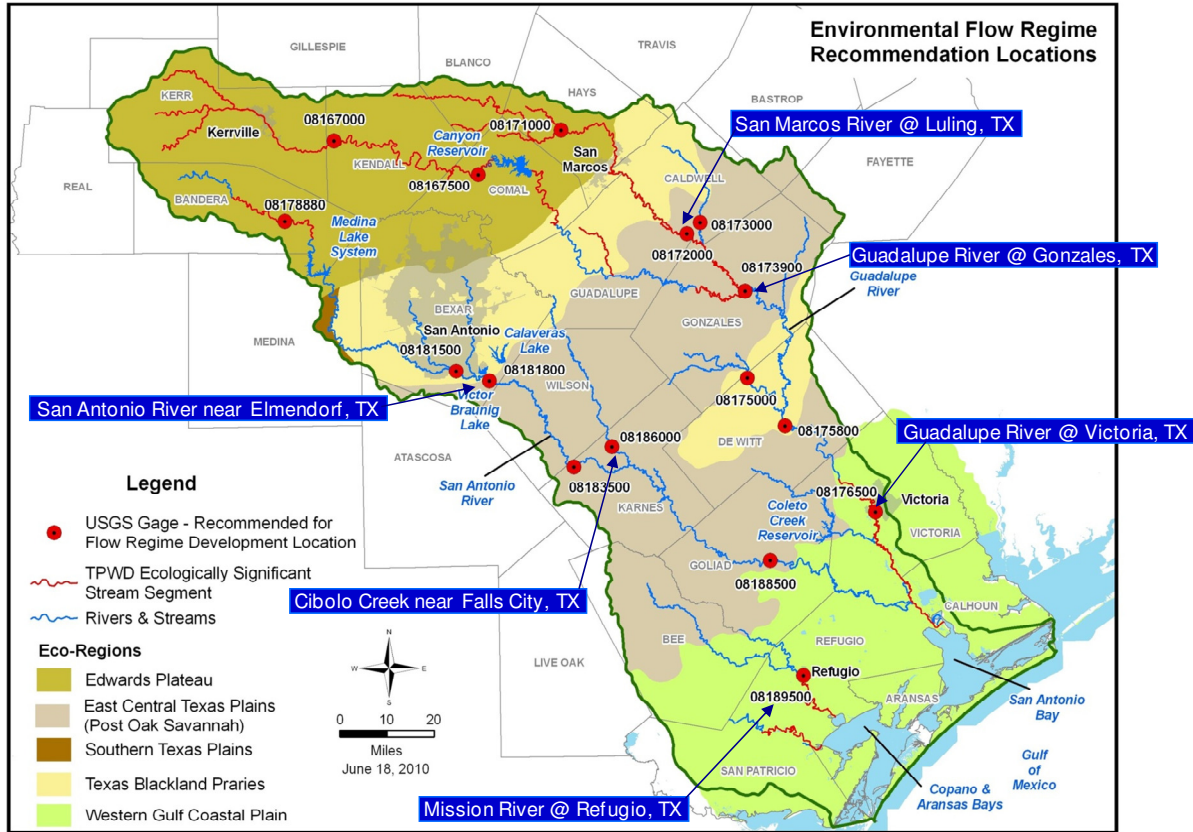 Environmental Flow Regime
Recommendation Locations
GILLESPIE
TRAVIS
BLANCO
HAYS
BASTROP
KERR
08167000
08171000
San Marcos River @ Luling, TX
Kerrville
Canyon
Reservoir
San
Marcos
FAYETTE
KENDALL
CALDWELL
REAL
08167500
COMAL
BANDERA
08178880
Medina
Lake
System
08173000
08172000
Guadalupe River @ Gonzales, TX
08173900
Guadalupe
River
GUADALUPE
BEXAR
GONZALES
MEDINA
San Antonio
Calaveras
Lake
08181500
08181800
WILSON
San Antonio River near Elmendorf, TX
Victor
Braunig
Lake
08175000
08175800
Guadalupe River @ Victoria, TX
DE WITT
08186000
ATASCOSA
San Antonio
River
08183500
KARNES
08176500
Victoria
Coleto
Creek
Reservoir
VICTORIA
GOLIAD
08188500
Cibolo Creek near Falls City, TX
CALHOUN
BEE
REFUGIO
LIVE OAK
Refugio
08189500
ARANSAS
San Antonio
Bay
SAN PATRICIO
Gulf
of
Mexico
Copano &
Aransas Bays
Mission River @ Refugio, TX
Legend
USGS Gage - Recommended for
Flow Regime Development Location
TPWD Ecologically Significant
Stream Segment
Rivers & Streams
Eco-Regions
Edwards Plateau
East Central Texas Plains
(Post Oak Savannah)
Southern Texas Plains
Texas Blackland Praries
Western Gulf Coastal Plain
N
W E
S
0 10 20
Miles
June 18, 2010